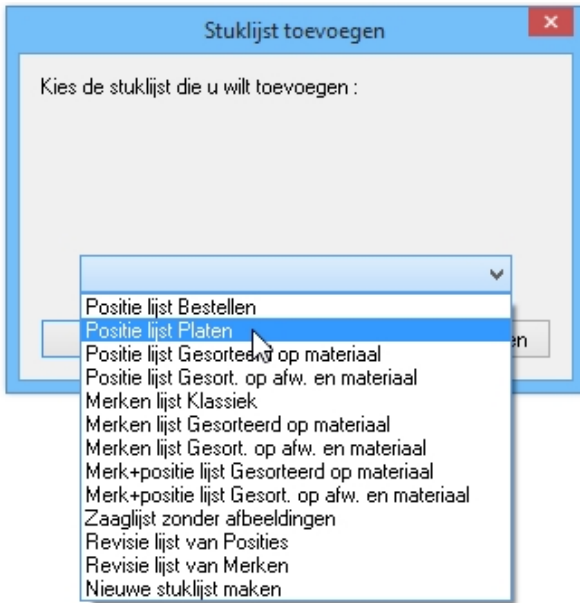 Stuklijst toevoegen
Kies de stuklijst die u wilt toevoegen :
Positie lijst Bestellen
Positie lijst Platen
Positie lijst Gesorteerd op materiaal
Positie lijst Gesort. op afw. en materiaal
Merken lijst Klassiek
Merken lijst Gesorteerd op materiaal
Merken lijst Gesort. op afw. en materiaal
Merk+positie lijst Gesorteerd op materiaal
Merk+positie lijst Gesort. op afw. en materiaal
Zaaglijst zonder afbeeldingen
Revisie lijst van Posities
Revisie lijst van Merken
Nieuwe stuklijst maken